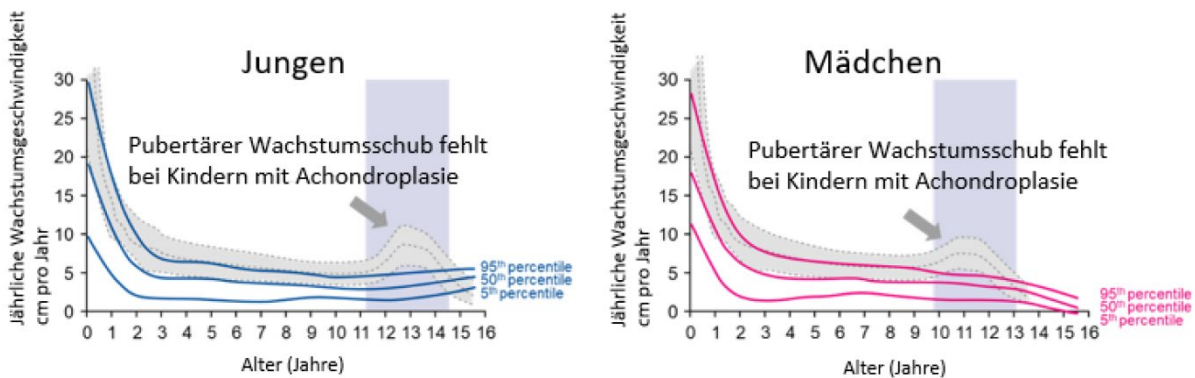 Jährliche Wachstumsgeschwindigkeit
cm pro Jahr
Jungen
30
25
20
15
10
5
0
Pubertärer Wachstumsschub fehlt
bei Kindern mit Achondroplasie
95th percentile
50th percentile
5th percentile
0 1 2 3 4 5 6 7 8 9 10 11 12 13 14 15 16
Alter (Jahre)
Jährliche Wachstumsgeschwindigkeit
cm pro Jahr
Mädchen
30
25
20
15
10
5
0
Pubertärer Wachstumsschub fehlt
bei Kindern mit Achondroplasie
95th percentile
50th percentile
5th percentile
0 1 2 3 4 5 6 7 8 9 10 11 12 13 14 15 16
Alter (Jahre)